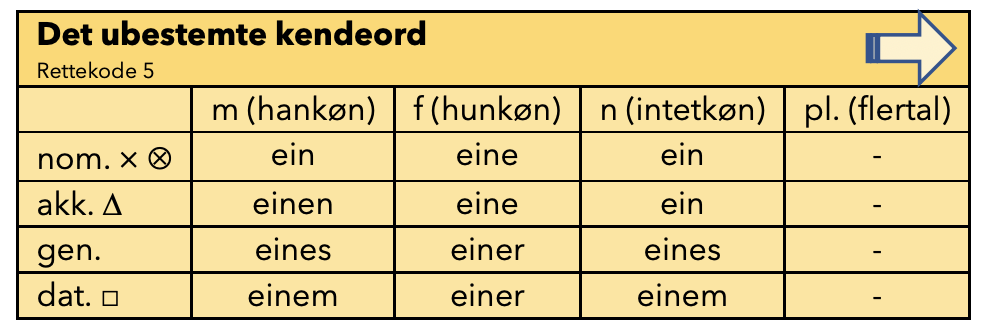 Det ubestemte kendeord
Rettekode 5
m (hankøn) f (hunkøn) n (intetkøn) pl. (flertal)
nom. × ⊗ ein eine ein -
akk. Δ einen eine ein -
gen. eines einer eines -
dat. □ einem einer einem -